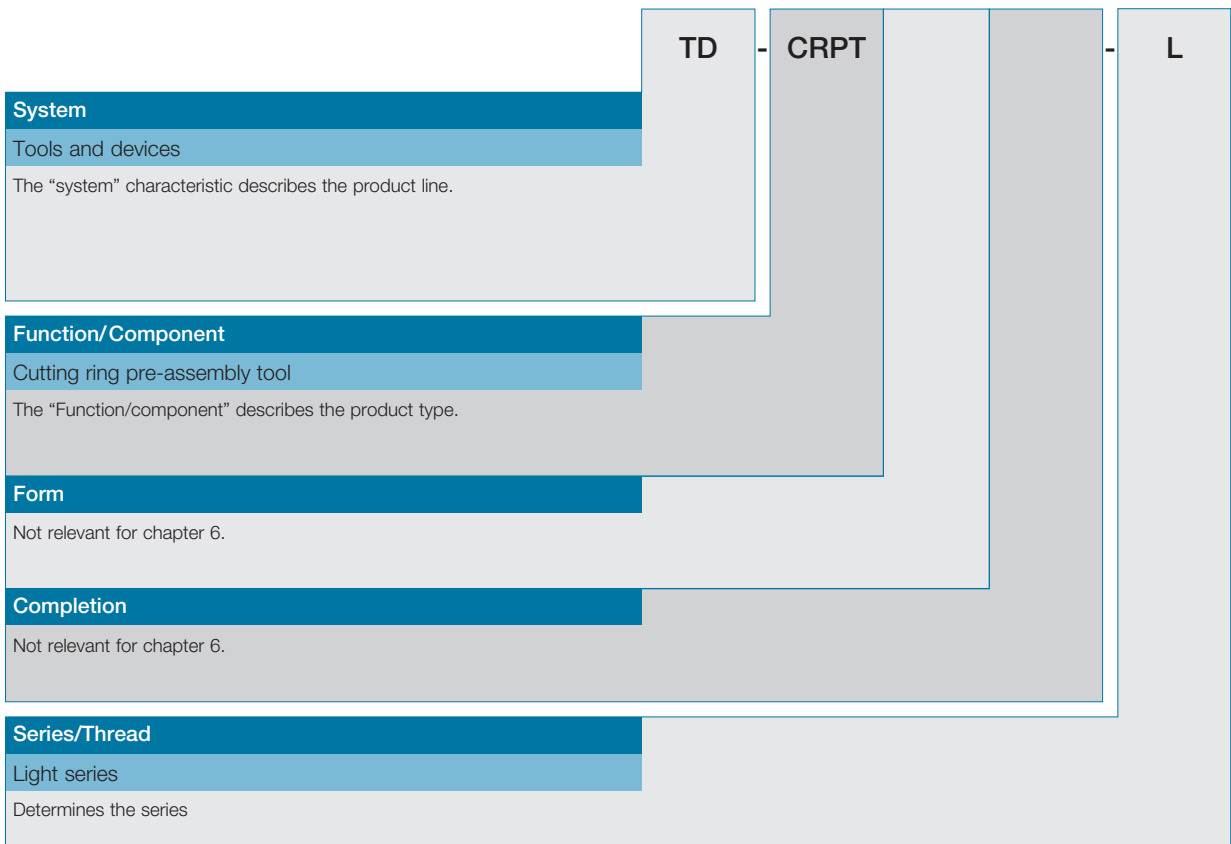 TD - CRPT - L
System
Tools and devices
The “system” characteristic describes the product line.
Function/Component
Cutting ring pre-assembly tool
The “Function/component” describes the product type.
Form
Not relevant for chapter 6.
Completion
Not relevant for chapter 6.
Series/Thread
Light series
Determines the series